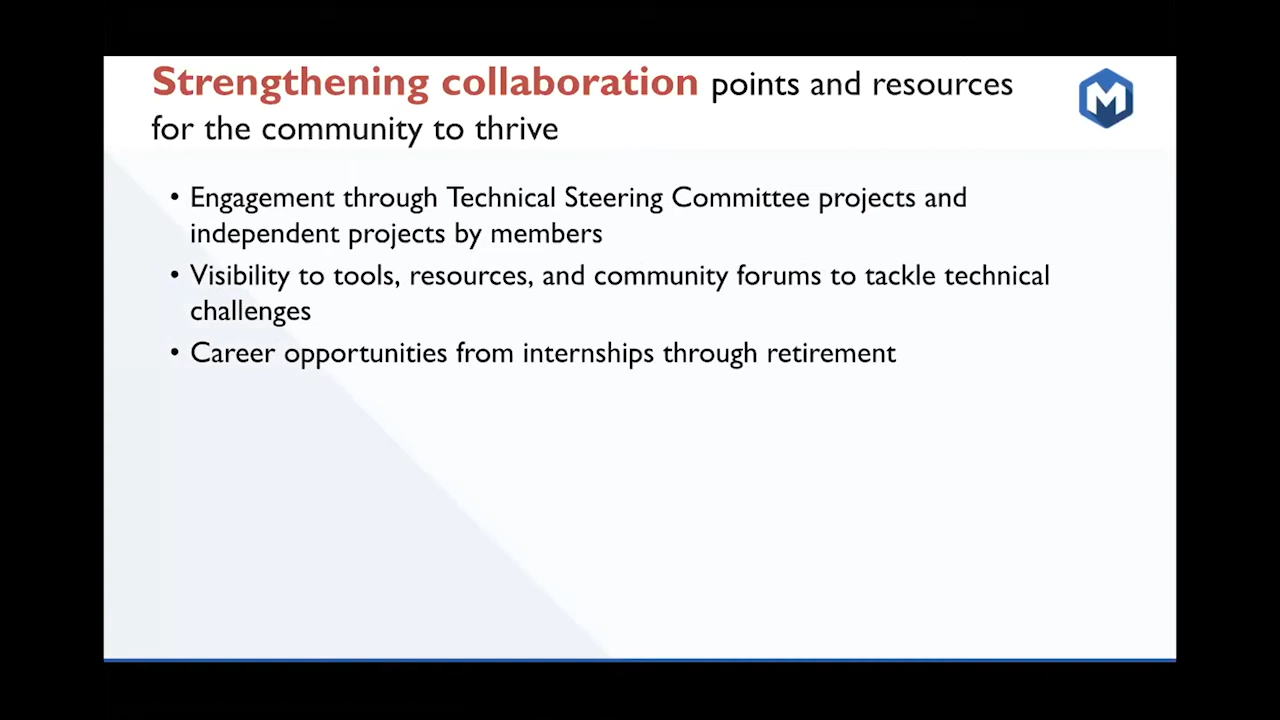 Strengthening collaboration points and resources
for the community to thrive
• Engagement through Technical Steering Committee projects and
independent projects by members
• Visibility to tools, resources, and community forums to tackle technical
challenges
• Career opportunities from internships through retirement
M